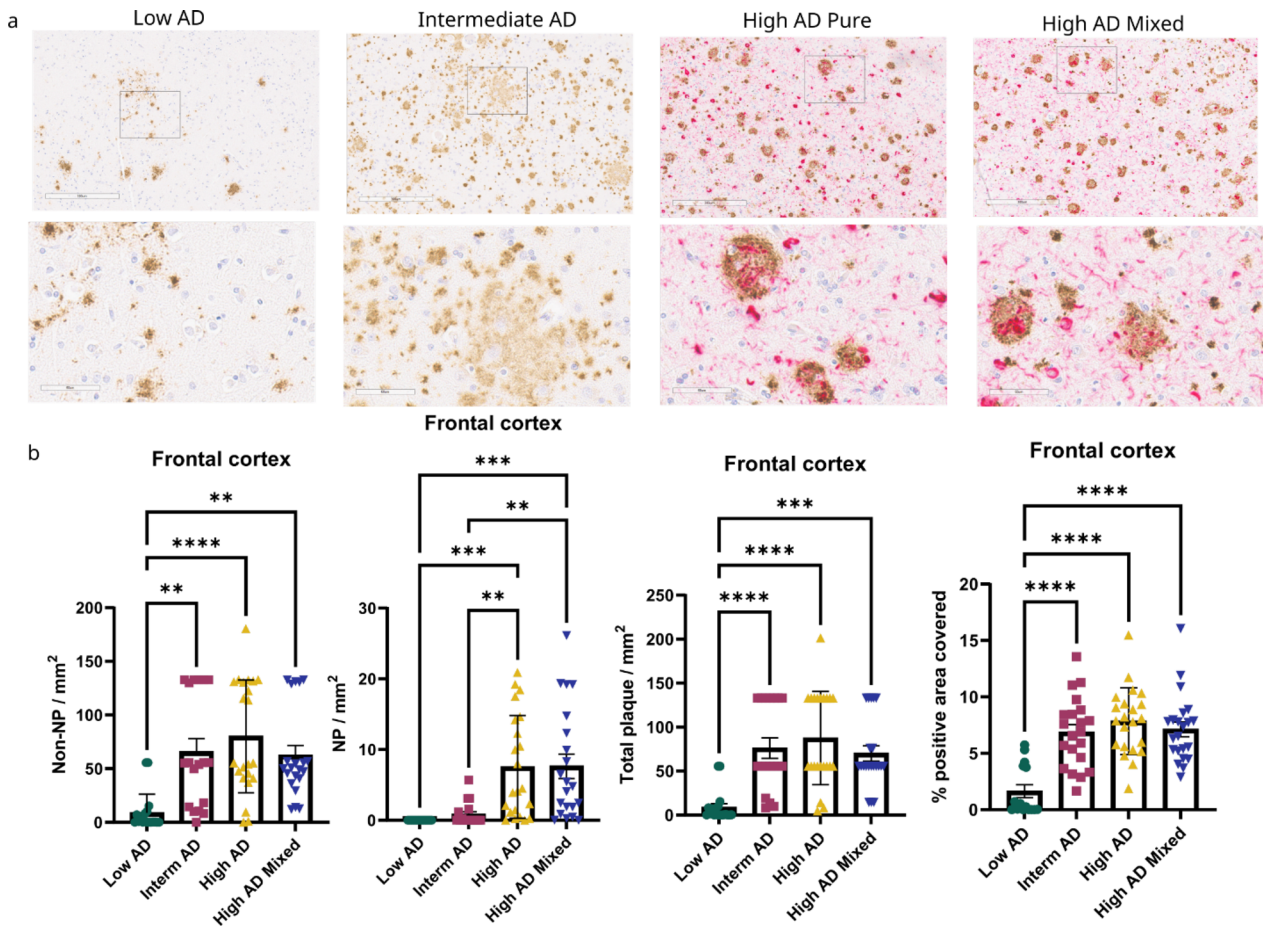 a
Low AD
Intermediate AD
High AD Pure
High AD Mixed
b
Frontal cortex
**
****
**
Non-NP / mm²
200
150
100
50
0
Low AD
Interm AD
High AD
High AD Mixed
Frontal cortex
***
**
***
**
NP / mm²
30
20
10
0
Low AD
Interm AD
High AD
High AD Mixed
Frontal cortex
***
****
****
Total plaque / mm²
250
200
150
100
50
0
Low AD
Interm AD
High AD
High AD Mixed
Frontal cortex
****
****
****
% positive area covered
20
15
10
5
0
Low AD
Interm AD
High AD
High AD Mixed